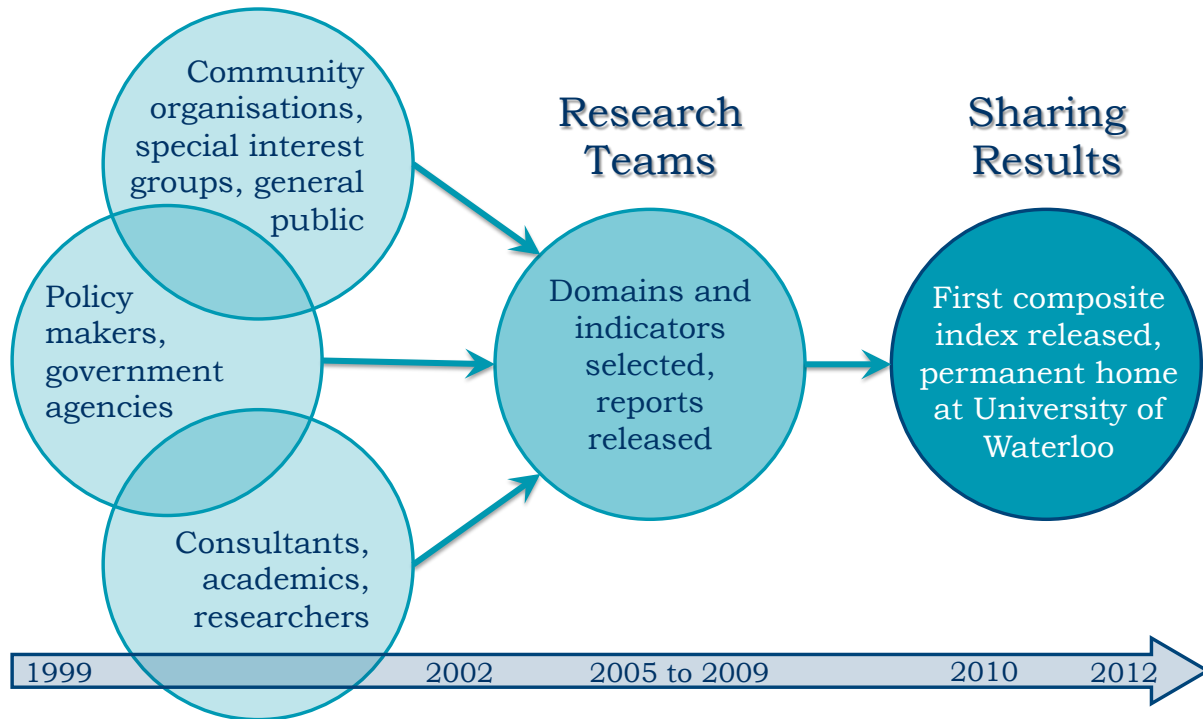 Community
organisations,
special interest
groups, general
public
Policy
makers,
government
agencies
Consultants,
academics,
researchers
Research
Teams
Domains and
indicators
selected,
reports
released
Sharing
Results
First composite
index released,
permanent home
at University of
Waterloo
1999
2002
2005 to 2009
2010
2012